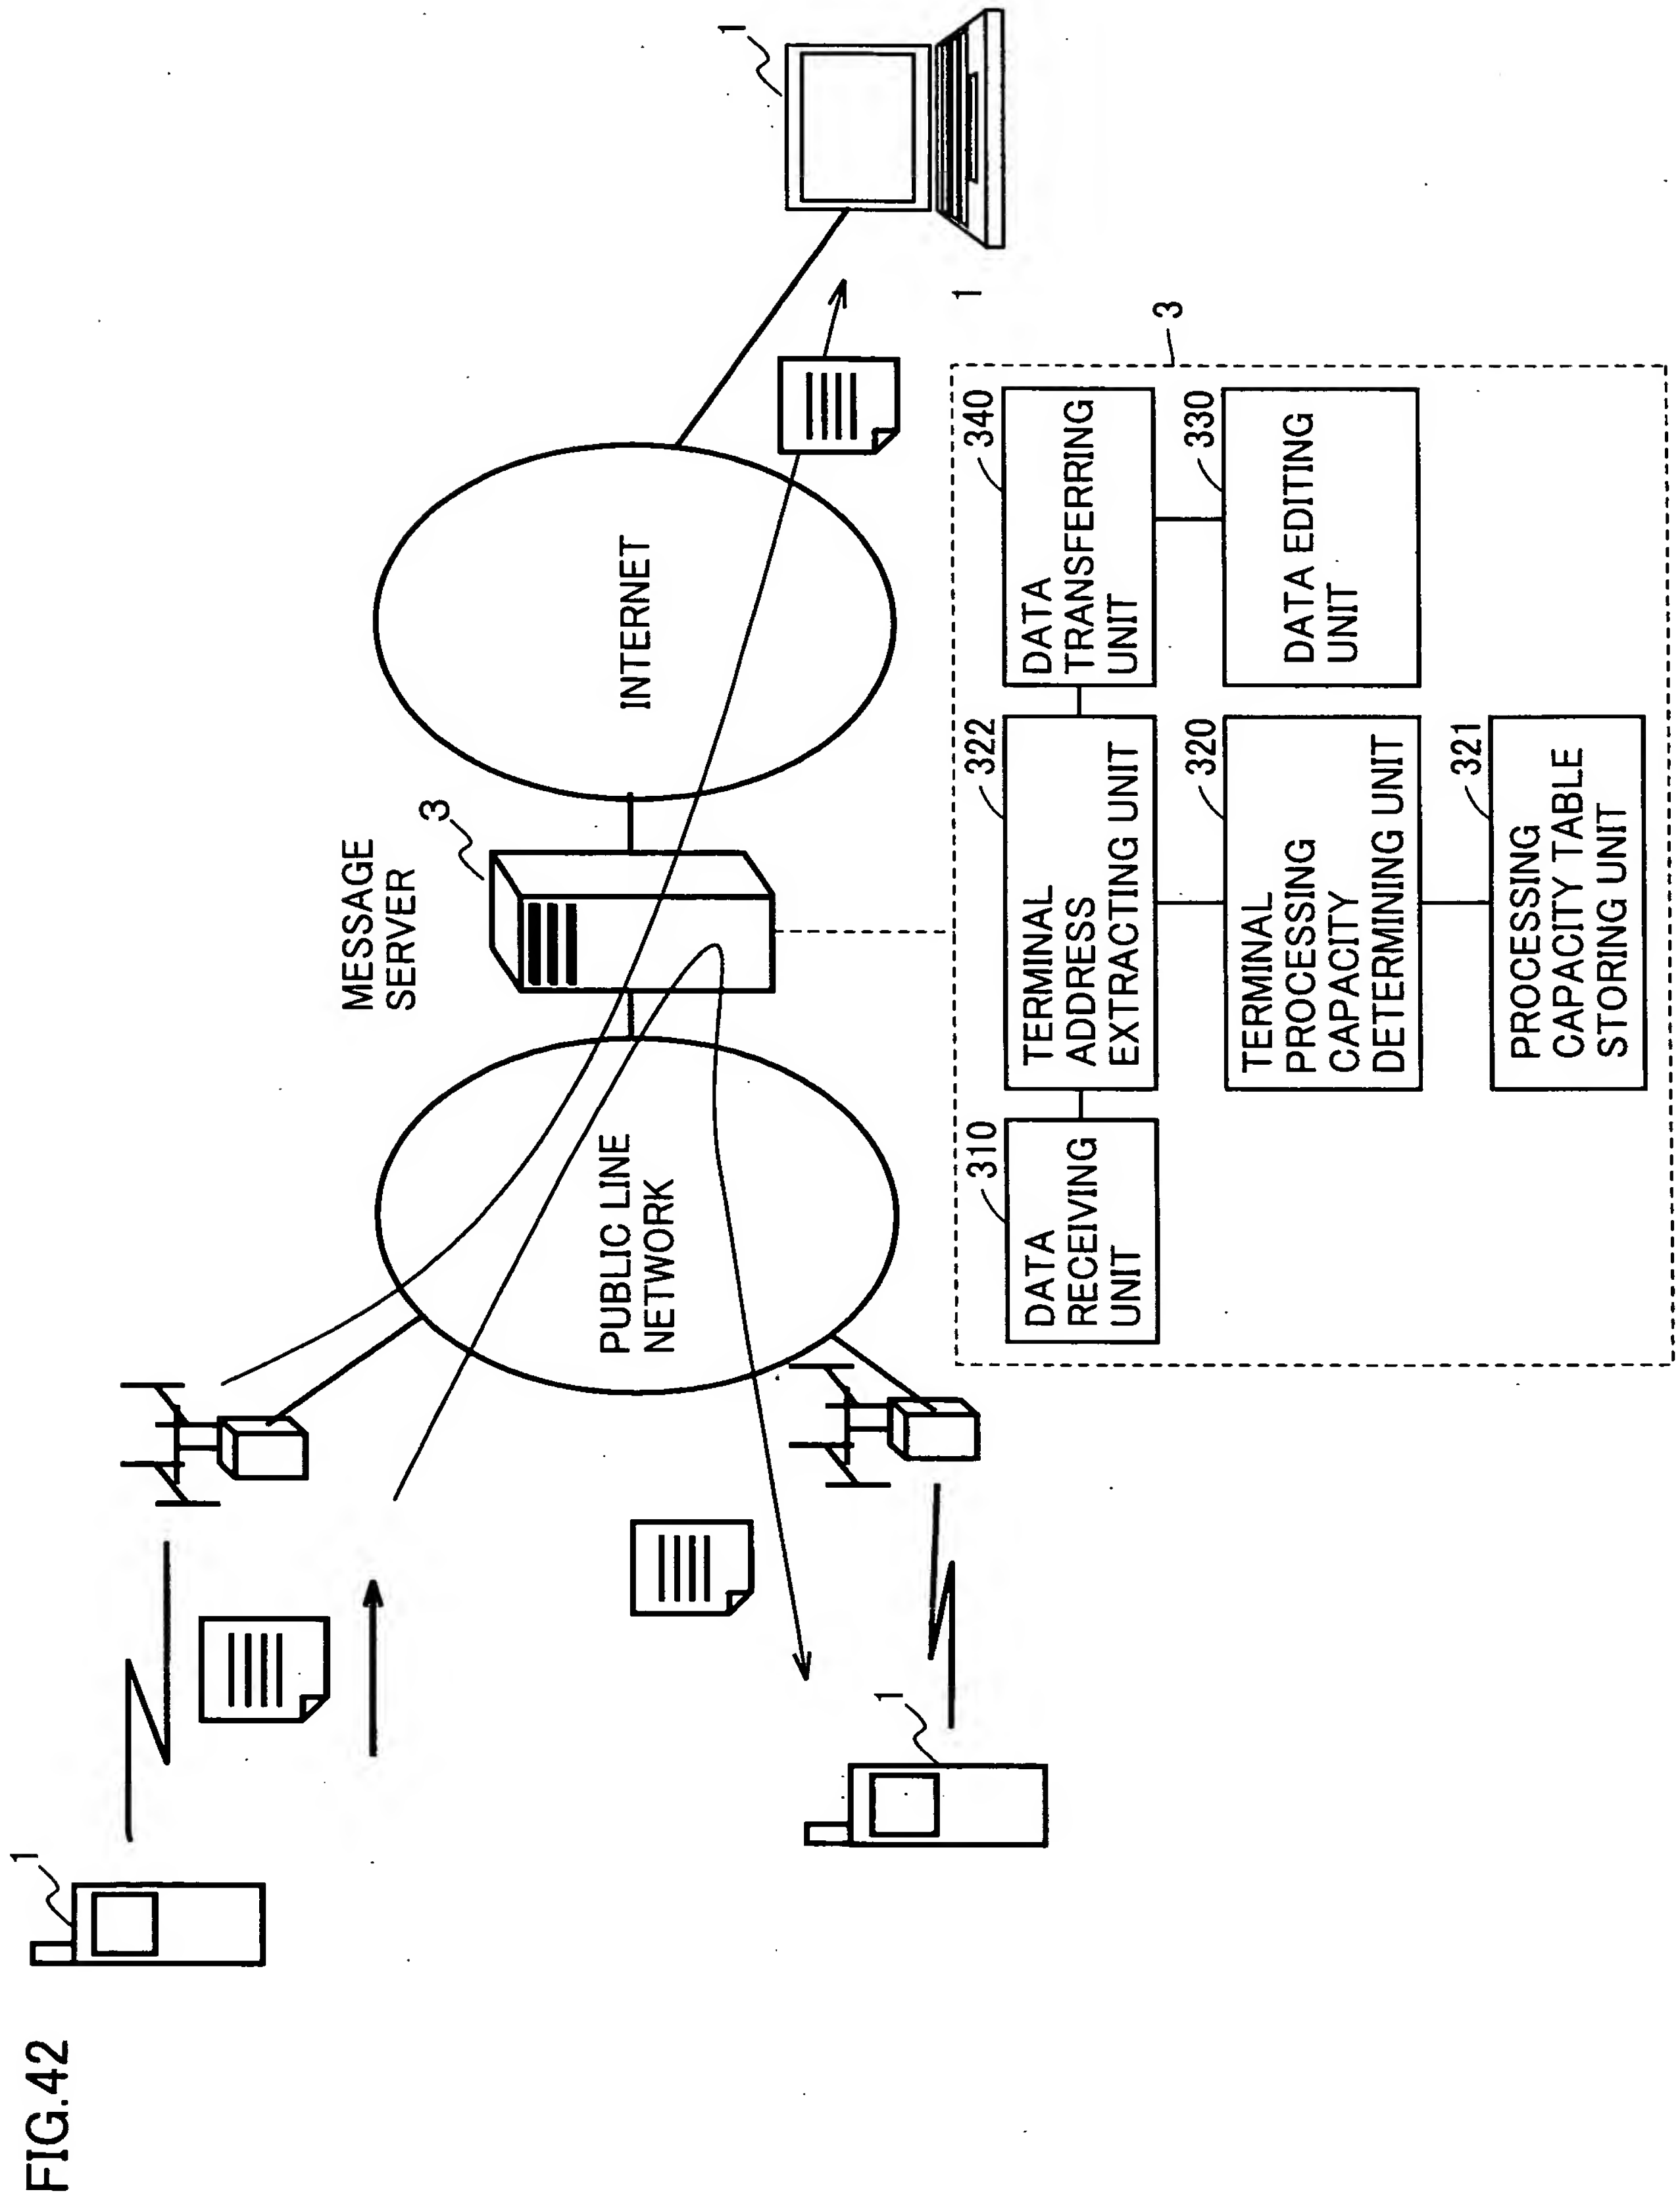 FIG.42
1
1
1
1
MESSAGE
SERVER
3
PUBLIC LINE
NETWORK
INTERNET
3
310
DATA
RECEIVING
UNIT
322
TERMINAL
ADDRESS
EXTRACTING UNIT
340
DATA
TRANSFERRING
UNIT
320
TERMINAL
PROCESSING
CAPACITY
DETERMINING UNIT
330
DATA EDITING
UNIT
321
PROCESSING
CAPACITY TABLE
STORING UNIT